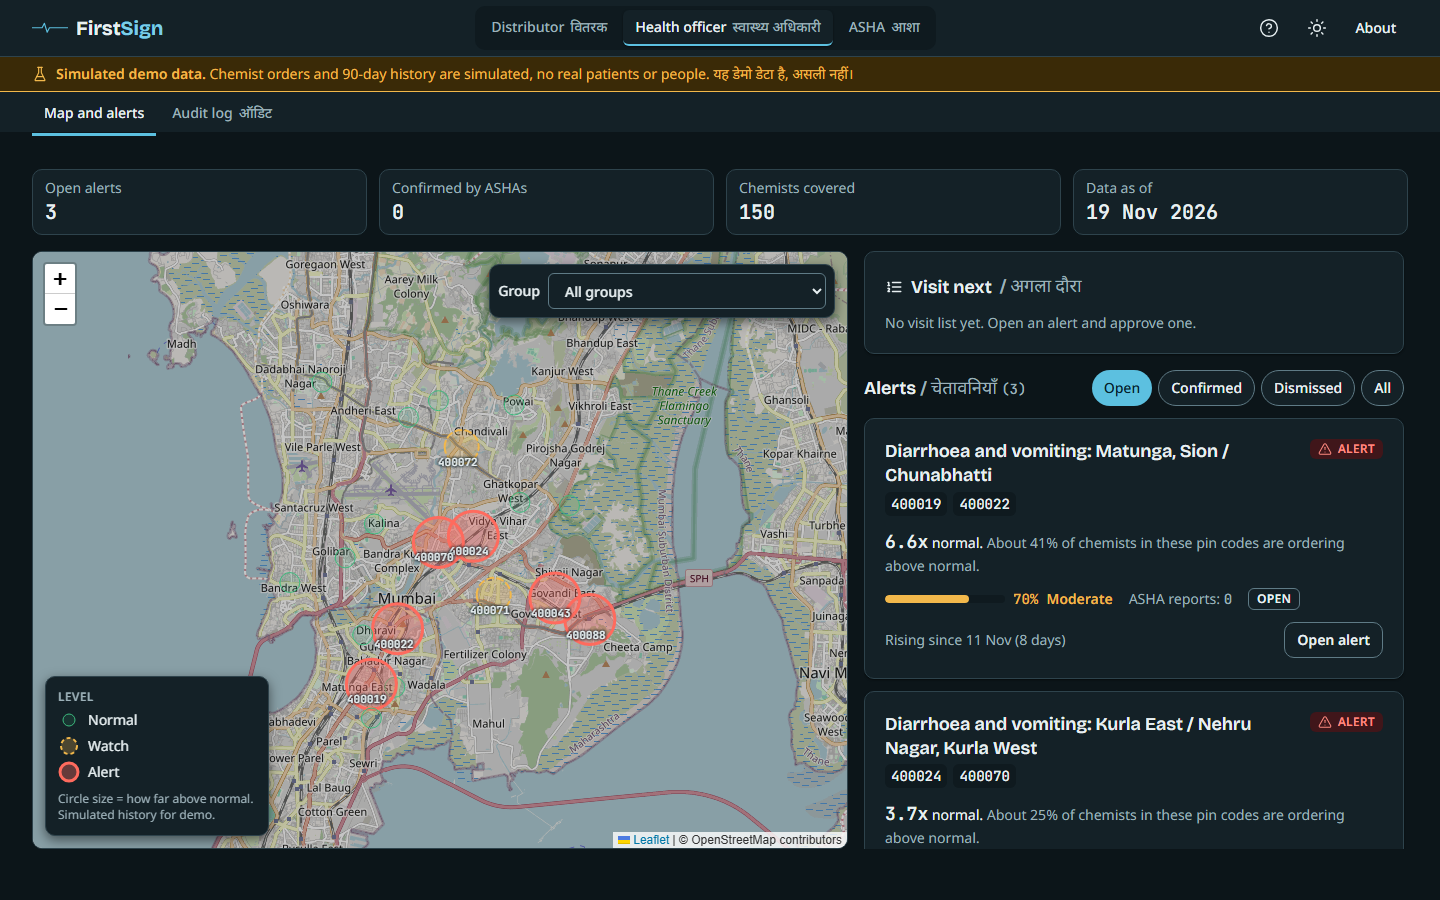 FirstSign
Distributor वितरक
Health officer स्वास्थ्य अधिकारी
ASHA आशा
About
Simulated demo data. Chemist orders and 90-day history are simulated, no real patients or people. यह डेमो डेटा है, असली नहीं।
Map and alerts
Audit log ऑडिट
Open alerts
3
Confirmed by ASHAs
0
Chemists covered
150
Data as of
19 Nov 2026
+
−
Group
All groups
Goregaon West
Aarey Milk
Colony
Oshiwara
Madh
Dadabhai Naoroji
Nagar
Andheri East
Powai
Kanjur West
Bhandup East
Vikhroli East
Thane Creek
Flamingo
Sanctuary
MIDC - Raba
Ghansoli
Chandivali
400072
Vile Parle West
Pirojsha Godrej
Nagar
Kopar Khairne
Ghatkopar
West
Santacruz West
Kalina
Vidya Vihar
East
Vashi
Turbhe
400070
400024
Bandra Ku
Complex
Mumbai Suburban District
Bandra West
Shivaji Nagar
SPH
Sanpada
Mumbai
400071
Govandi East
400043
400088
Juinaga
Dharavi
400022
Fertilizer Colony
Cheeta Camp
Matunga East
400019
Wadala
Navi M
Mahul
Maharashtra
Seawood
West
Thane
Parel
Sewri
Lal Baug
Cotton Green
LEVEL
Normal
Watch
Alert
Circle size = how far above normal.
Simulated history for demo.
Leaflet | © OpenStreetMap contributors
Visit next / अगला दौरा
No visit list yet. Open an alert and approve one.
Alerts / चेतावनियाँ (3)
Open
Confirmed
Dismissed
All
Diarrhoea and vomiting: Matunga, Sion /
Chunabhatti
ALERT
400019 400022
6.6x normal. About 41% of chemists in these pin codes are ordering
above normal.
70% Moderate
ASHA reports: 0
OPEN
Rising since 11 Nov (8 days)
Open alert
Diarrhoea and vomiting: Kurla East / Nehru
Nagar, Kurla West
ALERT
400024 400070
3.7x normal. About 25% of chemists in these pin codes are ordering
above normal.